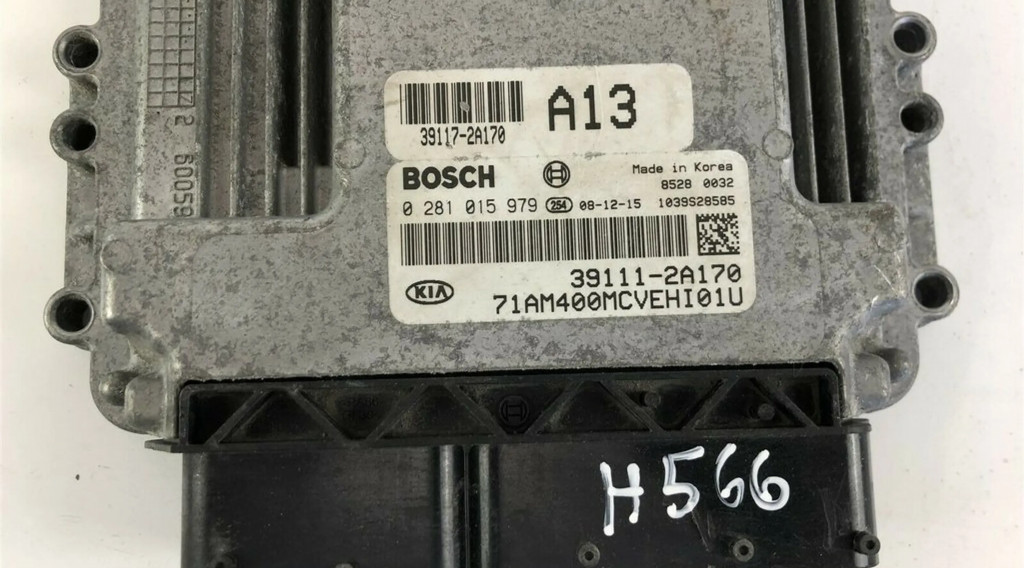 A13
39117-2A170
BOSCH
Made in Korea
8528 0032
0 281 015 979 254 08-12-15 1039S28585
39111-2A170
KIA
71AM400MCVEHI01U
H566